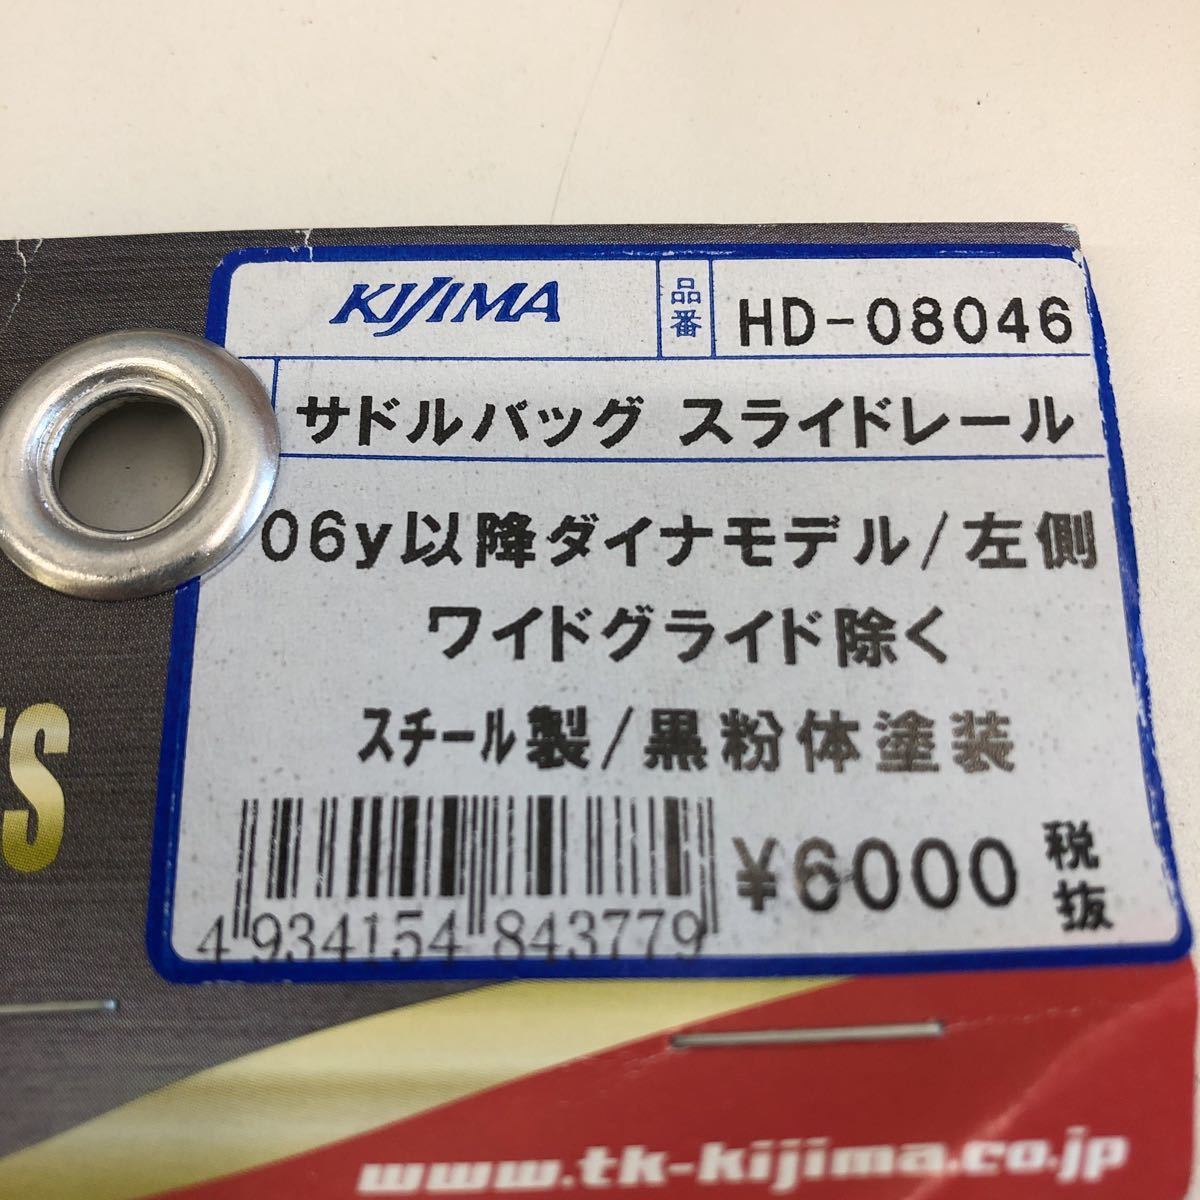 KIJIMA 品番 HD-08046
サドルバッグ スライドレール
06y以降ダイナモデル/左側
ワイドグライド除く
スチール製/黒粉体塗装
¥6000 税抜
4 934154 843779
TS
www.tk-kijima.co.jp